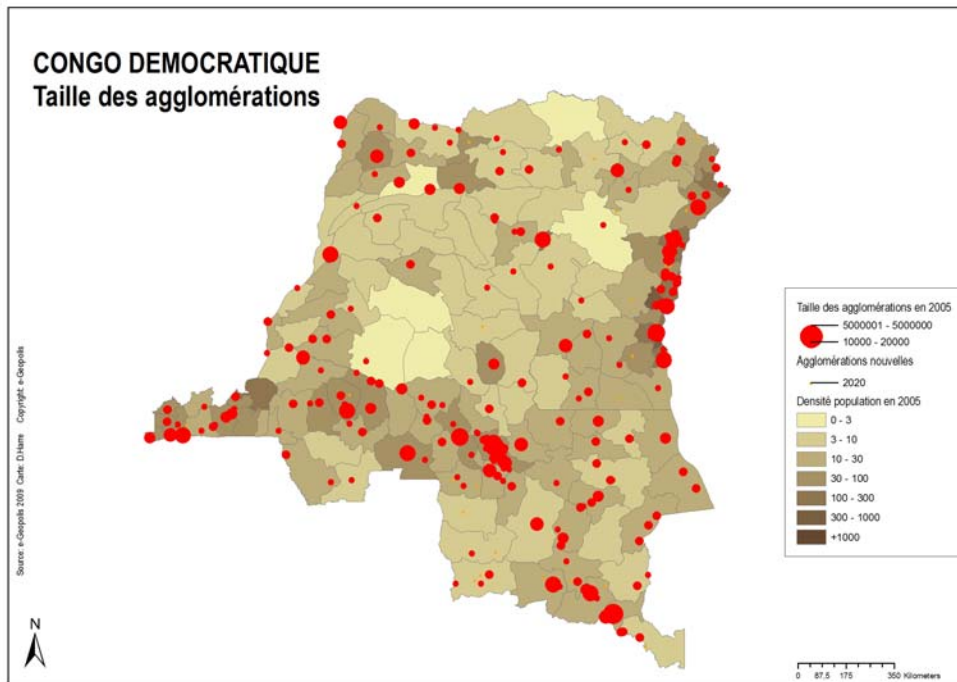 CONGO DEMOCRATIQUE
Taille des agglomérations
Taille des agglomérations en 2005
5000001 - 5000000
10000 - 20000
Agglomérations nouvelles
2020
Densité population en 2005
0 - 3
3 - 10
10 - 30
30 - 100
100 - 300
300 - 1000
+1000
Source: e-Geopolis 2009 Carte: D.Harre Copyright: e-Geopolis
N
0 87,5 175 350 Kilometers